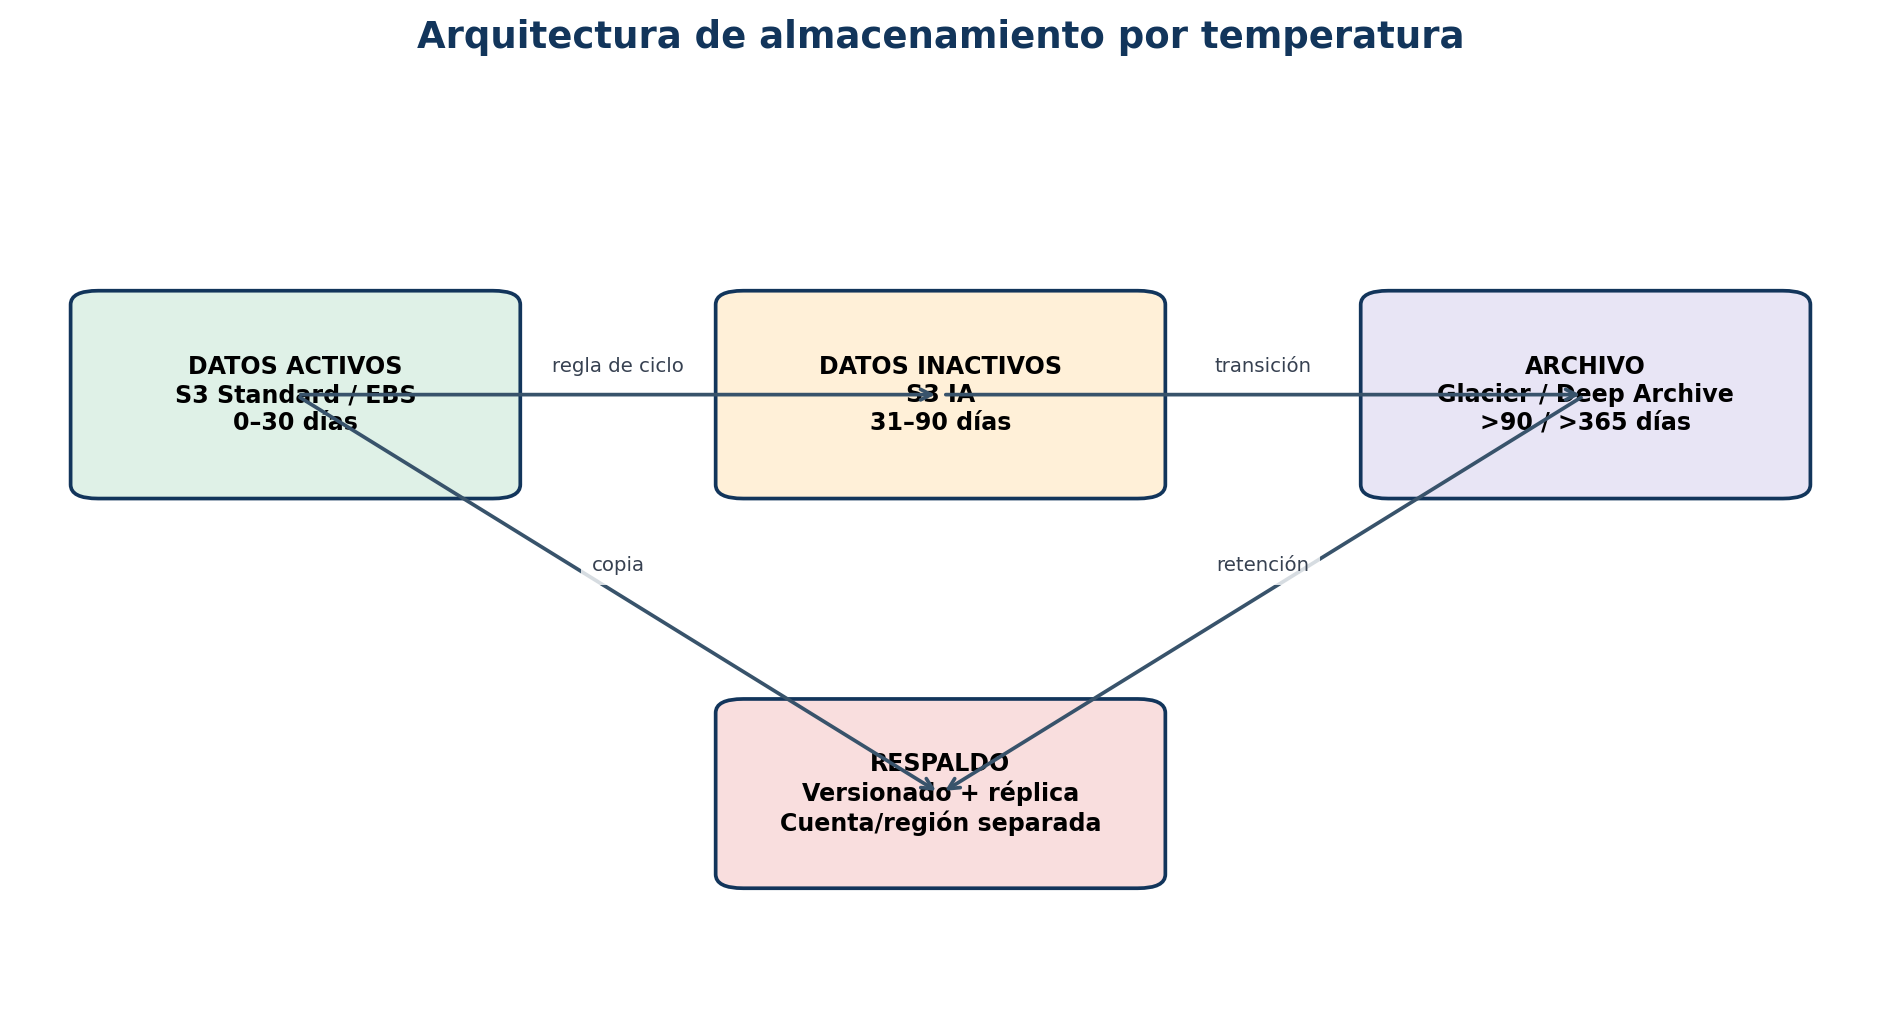 Arquitectura de almacenamiento por temperatura
DATOS ACTIVOS
S3 Standard / EBS
0–30 días
regla de ciclo
DATOS INACTIVOS
S3 IA
31–90 días
transición
ARCHIVO
Glacier / Deep Archive
>90 / >365 días
copia
retención
RESPALDO
Versionado + réplica
Cuenta/región separada